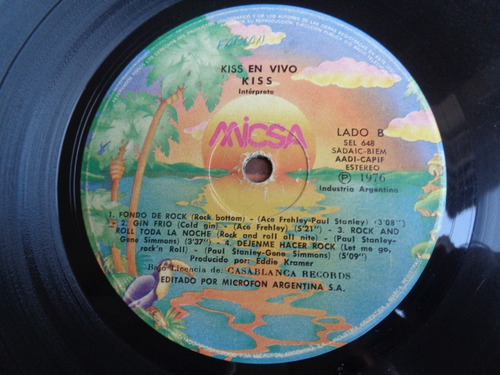 KISS EN VIVO
KISS
Intérprete
MICSA
LADO B
SEL 648
SADAIC-BIEM
AADI-CAPIF
ESTEREO
Ⓟ 1976
Industria Argentina
1. FONDO DE ROCK (Rock bottom) - (Ace Frehley-Paul Stanley) (3'08")
2. GIN FRIO (Cold gin) - (Ace Frehley) (5'21") - 3. ROCK AND
ROLL TODA LA NOCHE (Rock and roll all nite) - (Paul Stanley-
Gene Simmons) (3'37") - 4. DEJENME HACER ROCK (Let me go,
rock'n Roll) - (Paul Stanley-Gene Simmons) (5'09")
Producido por: Eddie Kramer
Bajo Licencia de: CASABLANCA RECORDS
EDITADO POR MICROFON ARGENTINA S.A.